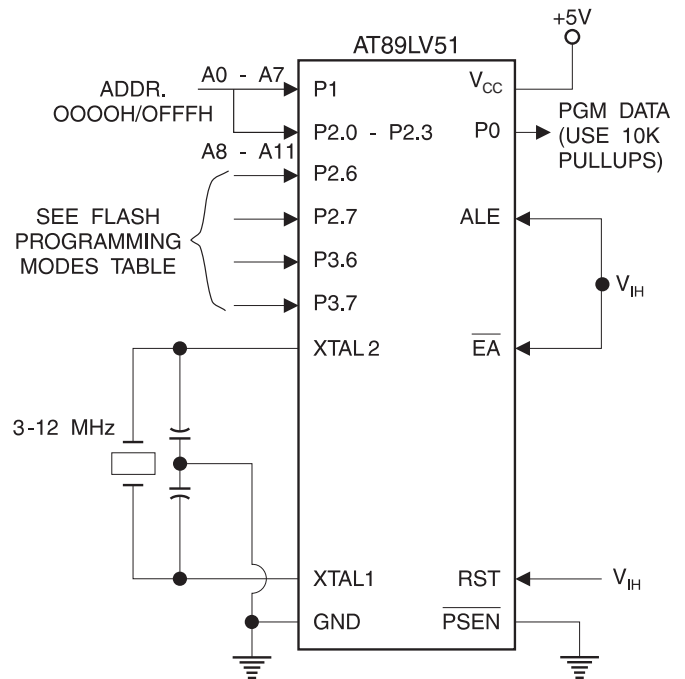 AT89LV51
+5V
A0 - A7
ADDR.
OOOOH/OFFFH
P1
VCC
P2.0 - P2.3
P0
PGM DATA
(USE 10K
PULLUPS)
A8 - A11
P2.6
SEE FLASH
PROGRAMMING
MODES TABLE
P2.7
ALE
P3.6
P3.7
VIH
XTAL2
EA
3-12 MHz
XTAL1
RST
VIH
GND
PSEN